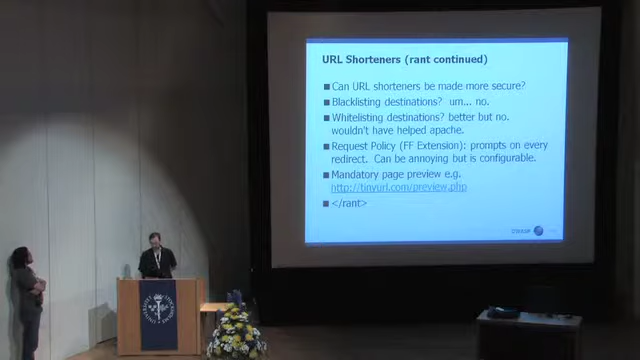 URL Shorteners (rant continued)
Can URL shorteners be made more secure?
Blacklisting destinations? um... no.
Whitelisting destinations? better but no.
wouldn't have helped apache.
Request Policy (FF Extension): prompts on every
redirect. Can be annoying but is configurable.
Mandatory page preview e.g.
http://tinyurl.com/preview.php
</rant>
OWASP